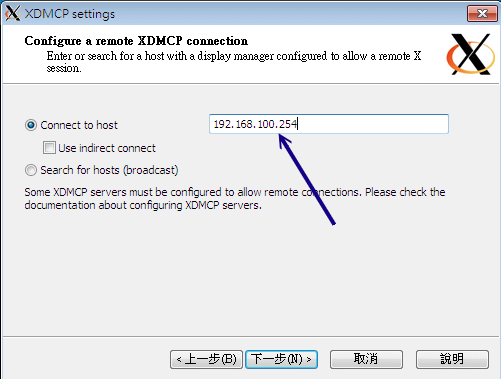 XDMCP settings
Configure a remote XDMCP connection
Enter or search for a host with a display manager configured to allow a remote X
session.
Connect to host
192.168.100.254
Use indirect connect
Search for hosts (broadcast)
Some XDMCP servers must be configured to allow remote connections. Please check the
documentation about configuring XDMCP servers.
< 上一步(B) 下一步(N) > 取消 說明